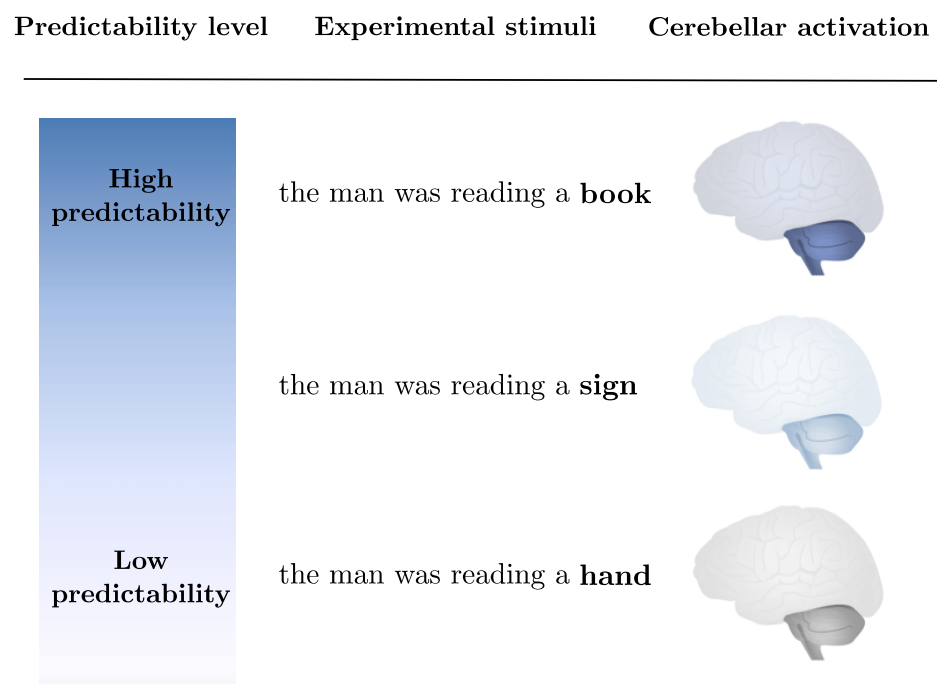 Predictability level Experimental stimuli Cerebellar activation
High
predictability
the man was reading a book
the man was reading a sign
Low
predictability
the man was reading a hand